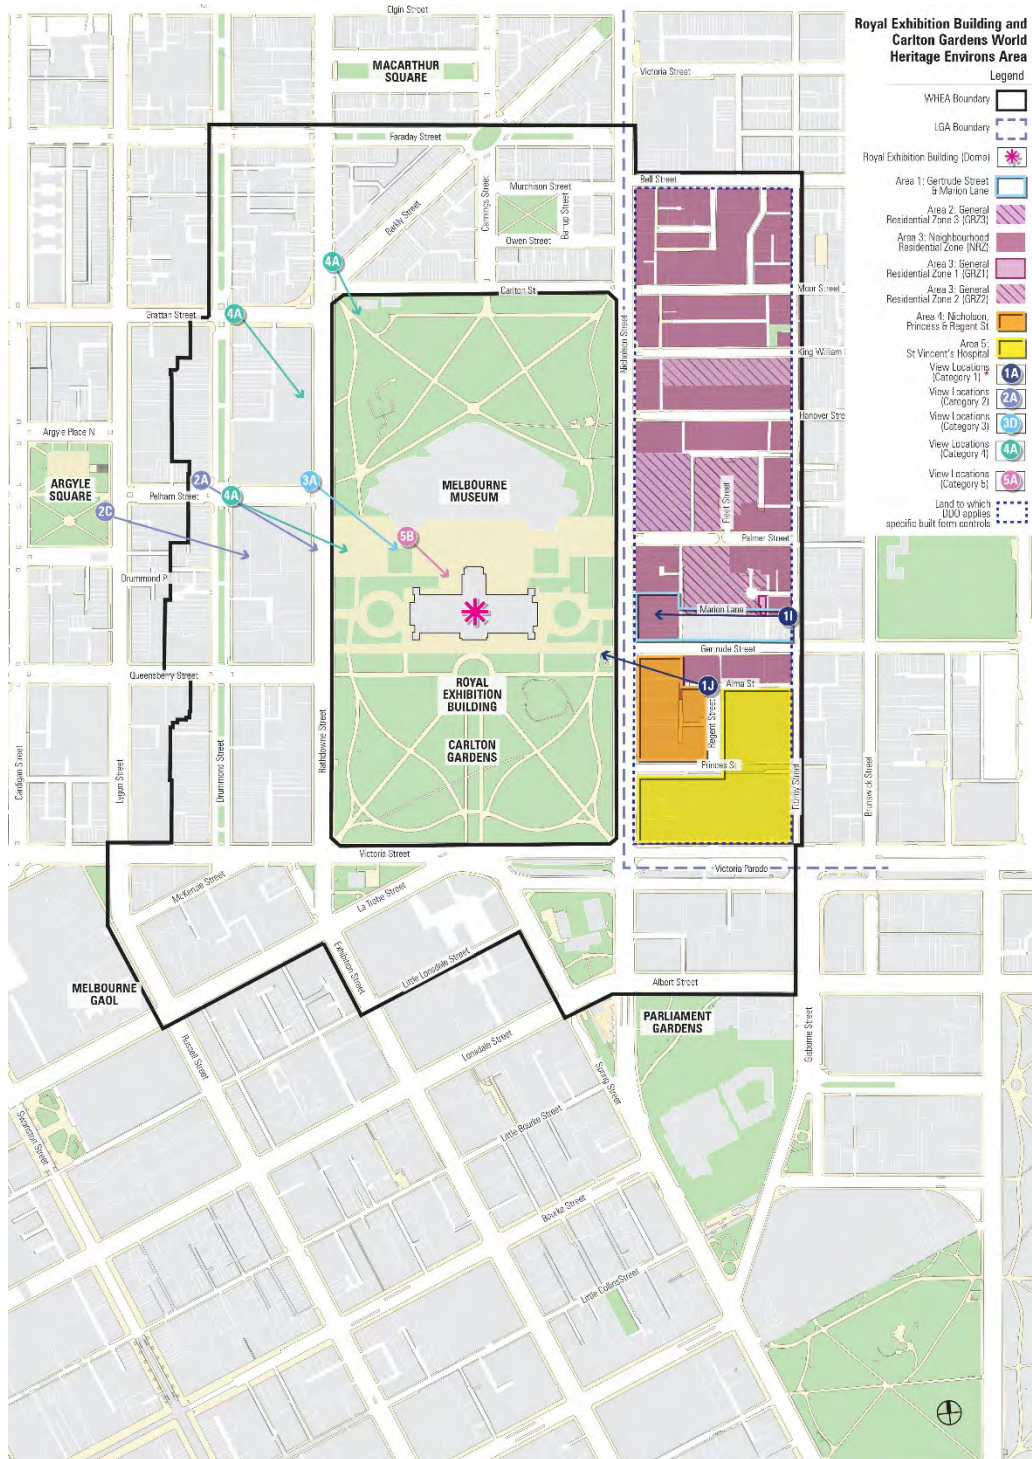 Elgin Street
Royal Exhibition Building and
Carlton Gardens World
Heritage Environs Area
Legend
WHEA Boundary
LGA Boundary
Royal Exhibition Building (Dome)
Area 1: Gertrude Street
& Marion Lane
Area 2: General
Residential Zone 3 (GRZ3)
Area 3: Neighbourhood
Residential Zone (NRZ)
Area 3: General
Residential Zone 1 (GRZ1)
Area 3: General
Residential Zone 2 (GRZ2)
Area 4: Nicholson,
Princess & Regent St
Area 5:
St Vincent's Hospital
View Locations
(Category 1) *
1A
View Locations
(Category 2)
2A
View Locations
(Category 3)
3D
View Locations
(Category 4)
4A
View Locations
(Category 5)
5A
Land to which
DDO applies
specific built form controls
MACARTHUR
SQUARE
Victoria Street
Faraday Street
Murchison Street
Bell Street
Barkly Street
Canning Street
Barrup Street
Owen Street
4A
Carlton St
Moor Street
Grattan Street
4A
Nicholson Street
King William S
Hanover Street
Argyle Place N
ARGYLE
SQUARE
Pelham Street
2A
4A
3A
2C
MELBOURNE
MUSEUM
5B
Fleet Street
Palmer Street
Drummond P
Marion Lane
1I
Gertrude Street
Queensberry Street
ROYAL
EXHIBITION
BUILDING
CARLTON
GARDENS
1J
Alma St
Regent Street
Princes St
Cardigan Street
Lygon Street
Drummond Street
Rathdowne Street
Fitzroy Street
Brunswick Street
Victoria Street
Victoria Parade
McKenzie Street
La Trobe Street
Exhibition Street
Little Lonsdale Street
Albert Street
MELBOURNE
GAOL
PARLIAMENT
GARDENS
Russell Street
Lonsdale Street
Spring Street
Gisborne Street
Swanston Street
Little Bourke Street
Bourke Street
Little Collins Street